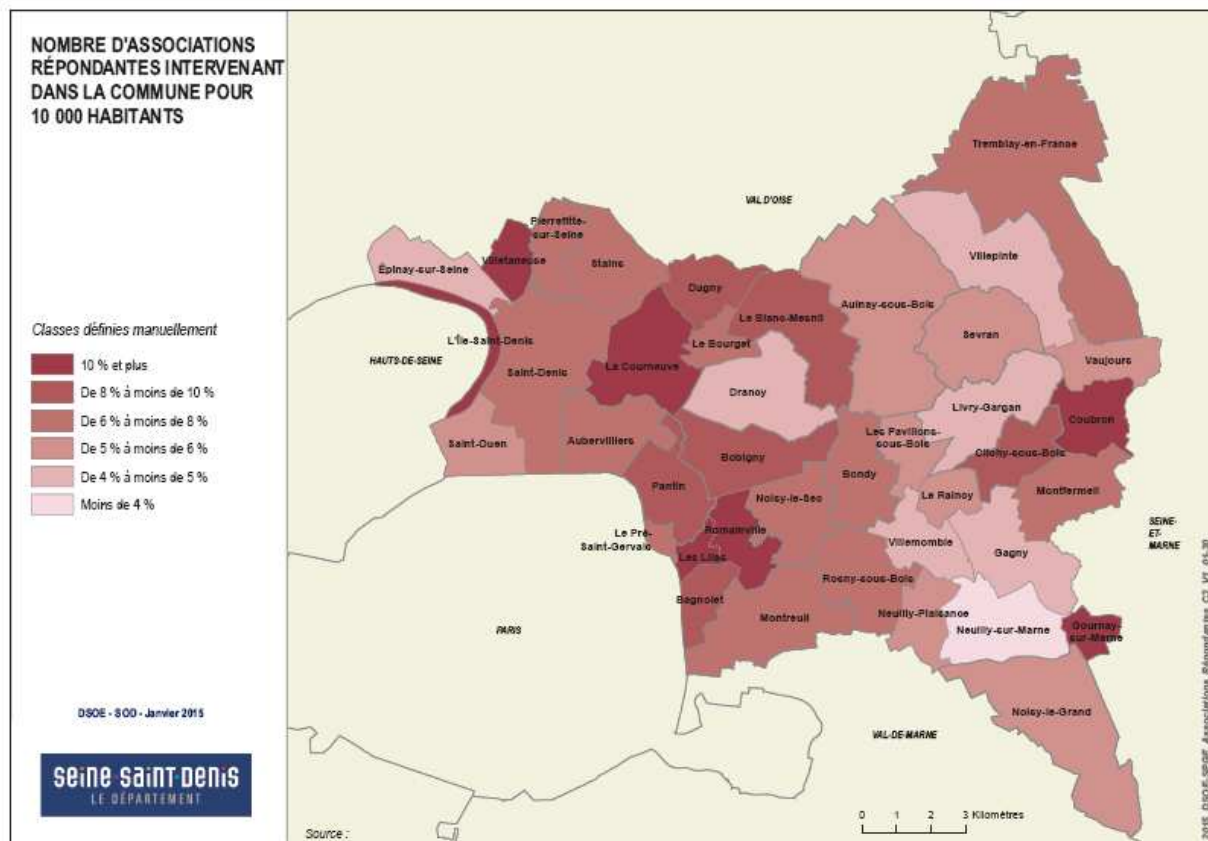 NOMBRE D'ASSOCIATIONS
RÉPONDANTES INTERVENANT
DANS LA COMMUNE POUR
10 000 HABITANTS
Classes définies manuellement
10 % et plus
De 8 % à moins de 10 %
De 6 % à moins de 8 %
De 5 % à moins de 6 %
De 4 % à moins de 5 %
Moins de 4 %
DSOE - SOD - Janvier 2015
seine-saint-denis
LE DÉPARTEMENT
Tremblay-en-France
VAL D'OISE
Pierrefitte-
sur-Seine
Villetaneuse
Stains
Épinay-sur-Seine
Villepinte
Dugny
Aulnay-sous-Bois
Le Blanc-Mesnil
Sevran
L'Île-Saint-Denis
Le Bourget
HAUTS-DE-SEINE
Vaujours
La Courneuve
Saint-Denis
Drancy
Livry-Gargan
Coubron
Saint-Ouen
Aubervilliers
Les Pavillons-
sous-Bois
Clichy-sous-Bois
Bobigny
Bondy
Pantin
Noisy-le-Sec
Le Raincy
Montfermeil
Le Pré-
Saint-Gervais
Romainville
Villemomble
Gagny
SEINE-
ET-
MARNE
Les Lilas
Rosny-sous-Bois
Bagnolet
Montreuil
Neuilly-Plaisance
Neuilly-sur-Marne
Gournay-
sur-Marne
PARIS
Noisy-le-Grand
VAL-DE-MARNE
0 1 2 3 Kilomètres
Source :